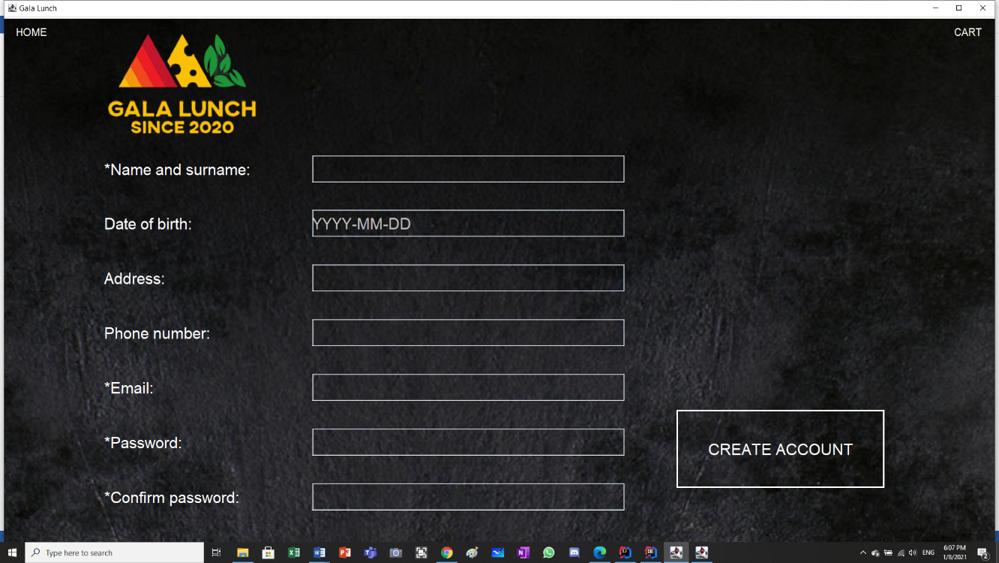 Gala Lunch
HOME
CART
GALA LUNCH
SINCE 2020
*Name and surname:
Date of birth:
YYYY-MM-DD
Address:
Phone number:
*Email:
*Password:
CREATE ACCOUNT
*Confirm password:
Type here to search
ENG
6:07 PM
1/8/2021
2